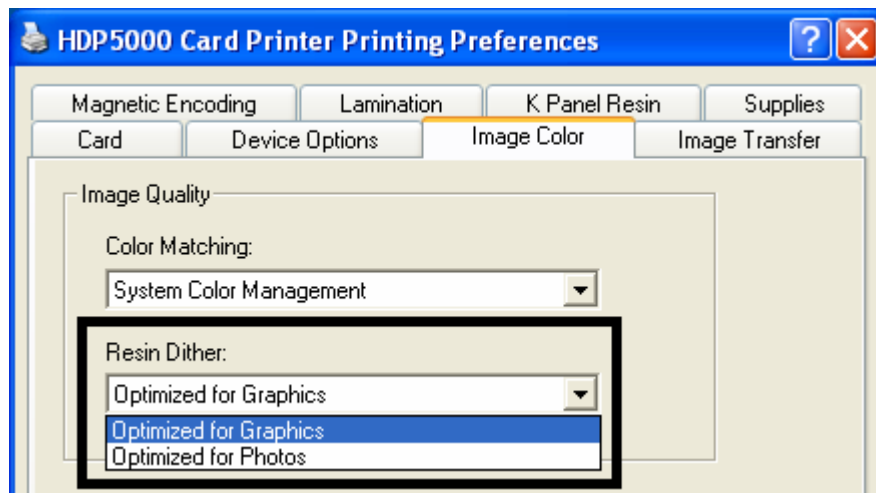 HDP5000 Card Printer Printing Preferences
Magnetic Encoding Lamination K Panel Resin Supplies
Card Device Options Image Color Image Transfer
Image Quality
Color Matching:
System Color Management
Resin Dither:
Optimized for Graphics
Optimized for Graphics
Optimized for Photos